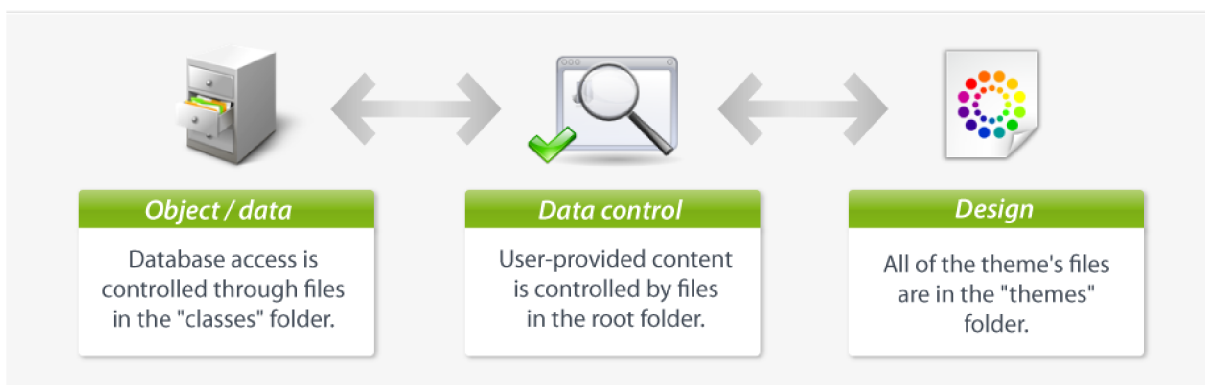 Object / data
Database access is
controlled through files
in the "classes" folder.
Data control
User-provided content
is controlled by files
in the root folder.
Design
All of the theme's files
are in the "themes"
folder.